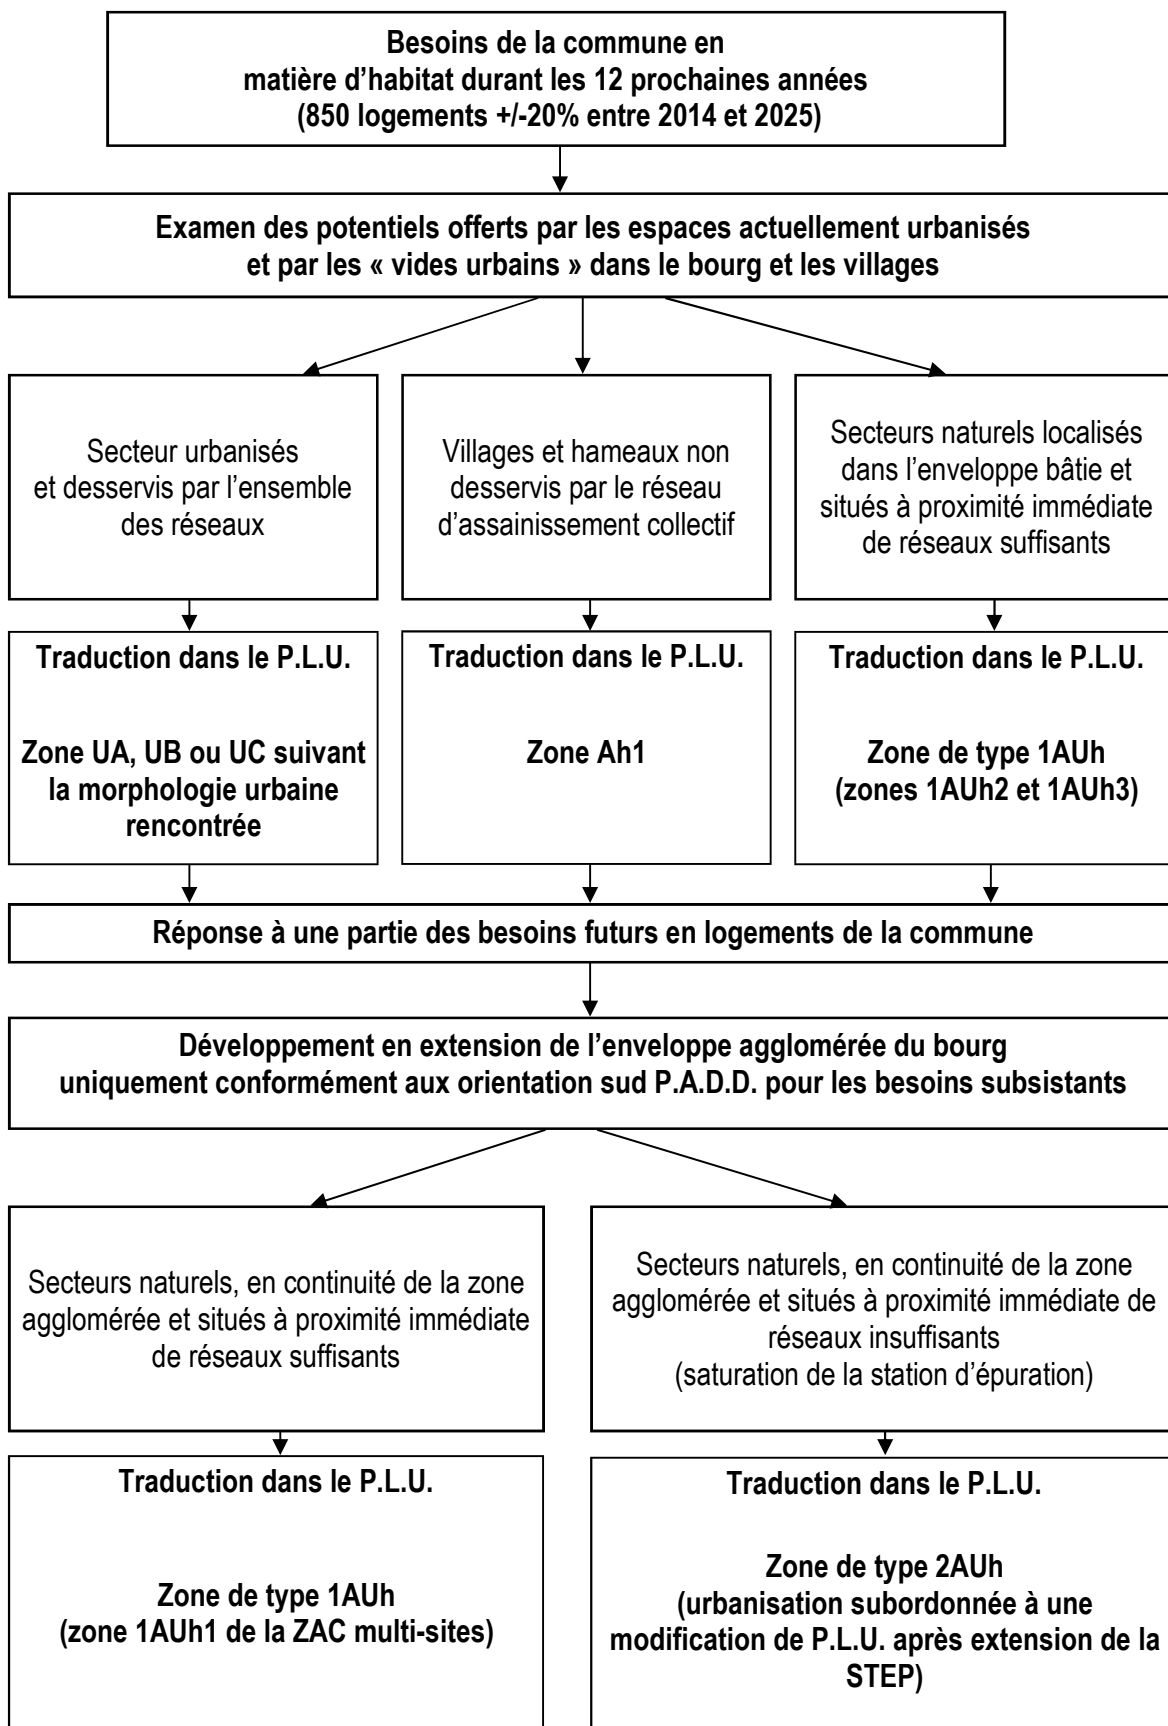 Besoins de la commune en
matière d’habitat durant les 12 prochaines années
(850 logements +/-20% entre 2014 et 2025)
Examen des potentiels offerts par les espaces actuellement urbanisés
et par les « vides urbains » dans le bourg et les villages
Secteur urbanisés
et desservis par l’ensemble
des réseaux
Villages et hameaux non
desservis par le réseau
d’assainissement collectif
Secteurs naturels localisés
dans l’enveloppe bâtie et
situés à proximité immédiate
de réseaux suffisants
Traduction dans le P.L.U.
Zone UA, UB ou UC suivant
la morphologie urbaine
rencontrée
Traduction dans le P.L.U.
Zone Ah1
Traduction dans le P.L.U.
Zone de type 1AUh
(zones 1AUh2 et 1AUh3)
Réponse à une partie des besoins futurs en logements de la commune
Développement en extension de l’enveloppe agglomérée du bourg
uniquement conformément aux orientation sud P.A.D.D. pour les besoins subsistants
Secteurs naturels, en continuité de la zone
agglomérée et situés à proximité immédiate
de réseaux suffisants
Secteurs naturels, en continuité de la zone
agglomérée et situés à proximité immédiate de
réseaux insuffisants
(saturation de la station d’épuration)
Traduction dans le P.L.U.
Zone de type 1AUh
(zone 1AUh1 de la ZAC multi-sites)
Traduction dans le P.L.U.
Zone de type 2AUh
(urbanisation subordonnée à une
modification de P.L.U. après extension de la
STEP)